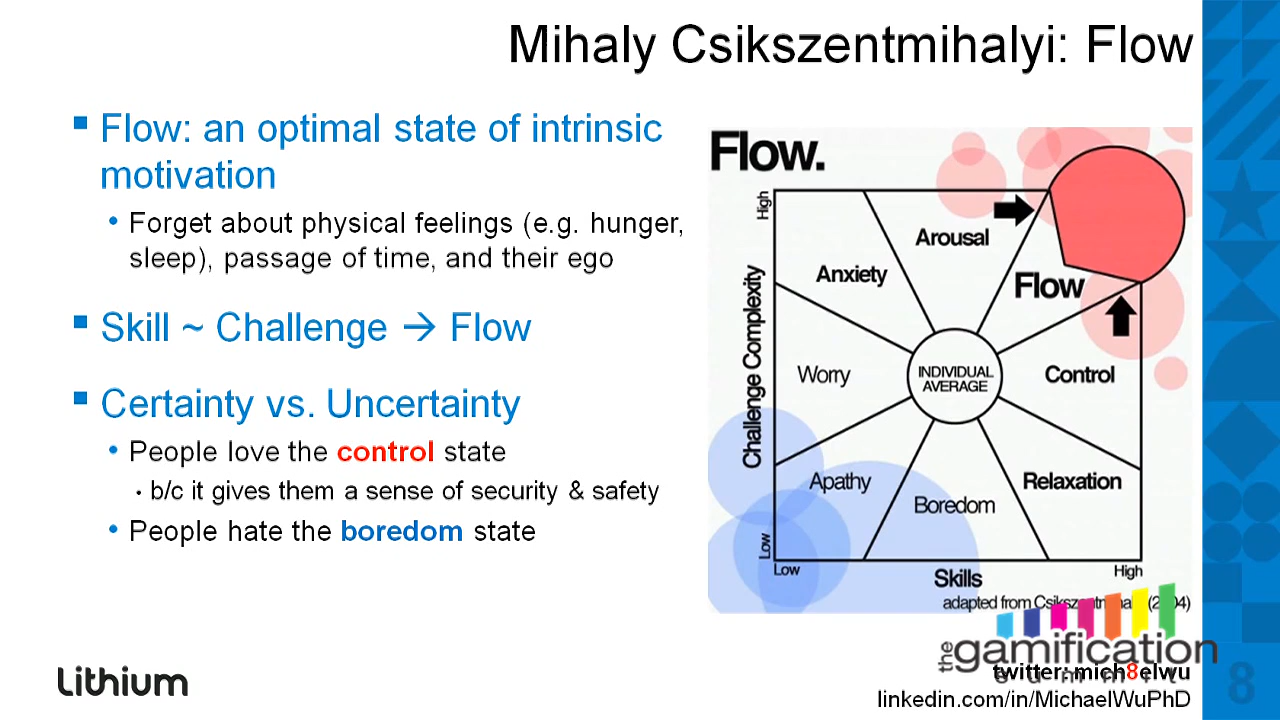 Mihaly Csikszentmihalyi: Flow
Flow: an optimal state of intrinsic
motivation
Forget about physical feelings (e.g. hunger,
sleep), passage of time, and their ego
Skill ~ Challenge → Flow
Certainty vs. Uncertainty
People love the control state
b/c it gives them a sense of security & safety
People hate the boredom state
Flow.
High
Challenge Complexity
Low
Arousal
Anxiety
Flow
Worry
INDIVIDUAL
AVERAGE
Control
Apathy
Boredom
Relaxation
Low
Skills
High
adapted from
the gamification
twitter: mich8elwu
linkedin.com/in/MichaelWuPhD
Lithium
8